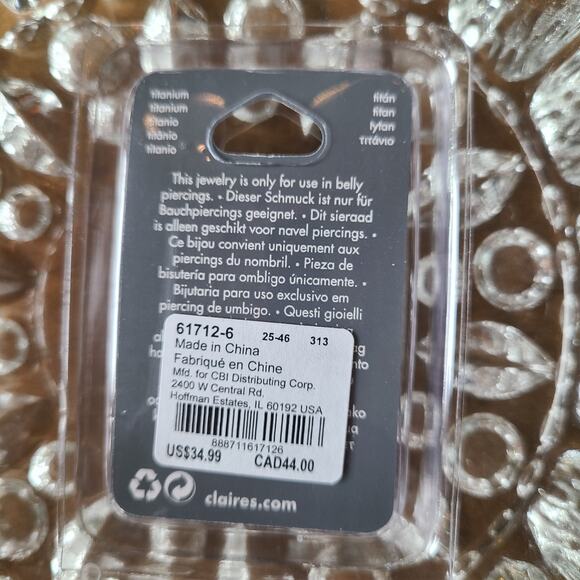 titanium
titanium
titanio
titânio
titanio
titán
titan
tytan
τιτάνιο
This jewelry is only for use in belly
piercings. • Dieser Schmuck ist nur für
Bauchpiercings geeignet. • Dit sieraad
is alleen geschikt voor navel piercings. •
Ce bijou convient uniquement aux
piercings du nombril. • Pieza de
bisutería para ombligo únicamente. •
Bijutaria para uso exclusivo em
piercing de umbigo. • Questi gioielli
61712-6 25-46 313
Made in China
Fabriqué en Chine
Mfd. for CBI Distributing Corp.
2400 W Central Rd.
Hoffman Estates, IL 60192 USA
888711617126
US$34.99 CAD44.00
claires.com